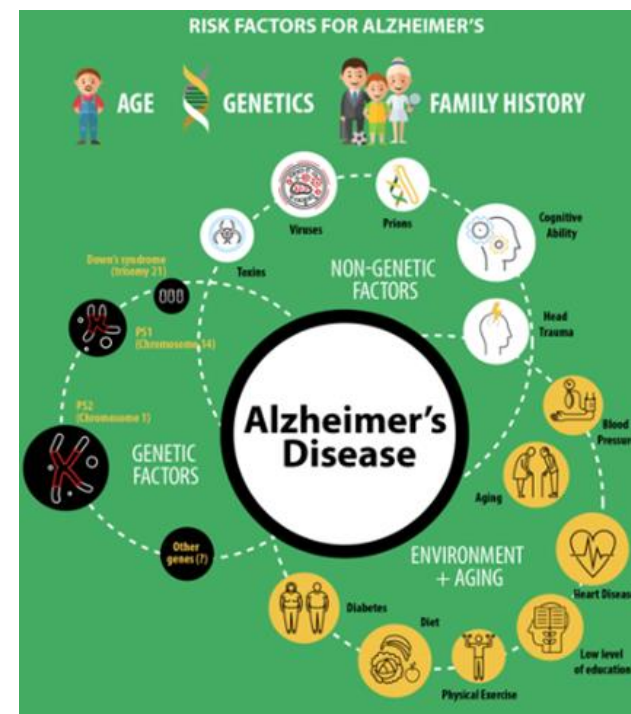 RISK FACTORS FOR ALZHEIMER'S
AGE
GENETICS
FAMILY HISTORY
Viruses
Prions
Cognitive
Ability
Toxins
NON-GENETIC
FACTORS
Down's syndrome
(trisomy 21)
Head
Trauma
PS1
(Chromosome 14)
Alzheimer's
Disease
PS2
(Chromosome 1)
Blood
Pressure
GENETIC
FACTORS
Aging
Other
genes (?)
ENVIRONMENT
+ AGING
Heart Disease
Diabetes
Diet
Low level
of education
Physical Exercise